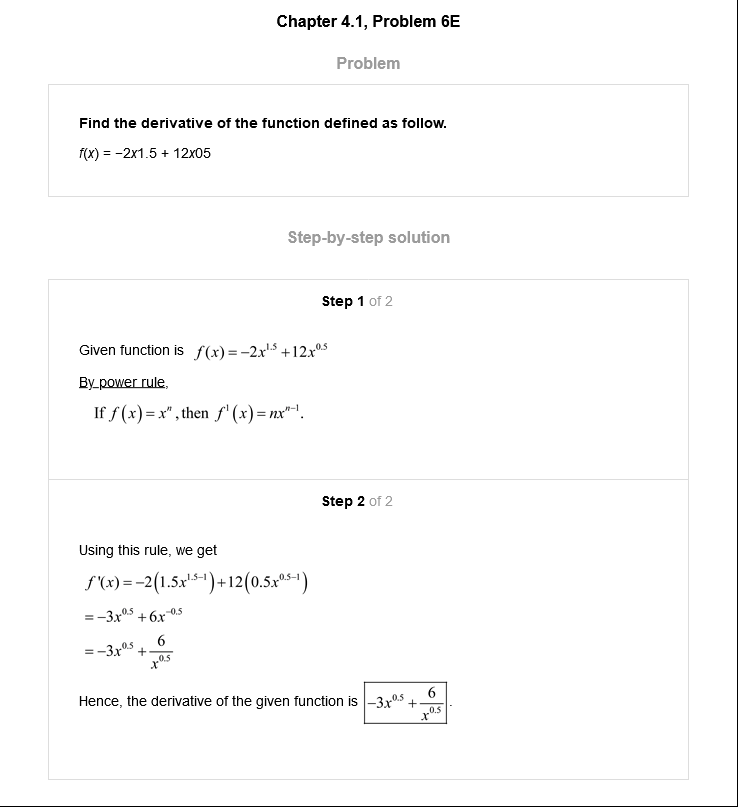 Chapter 4.1, Problem 6E
Problem
Find the derivative of the function defined as follow.
f(x) = −2x1.5 + 12x05
Step-by-step solution
Step 1 of 2
Given function is f(x) = −2x^1.5 + 12x^0.5
By power rule,
If f(x) = x^n, then f'(x) = nx^(n−1).
Step 2 of 2
Using this rule, we get
f'(x) = −2(1.5x^(1.5−1)) + 12(0.5x^(0.5−1))
= −3x^0.5 + 6x^−0.5
= −3x^0.5 + 6/x^0.5
Hence, the derivative of the given function is −3x^0.5 + 6/x^0.5.